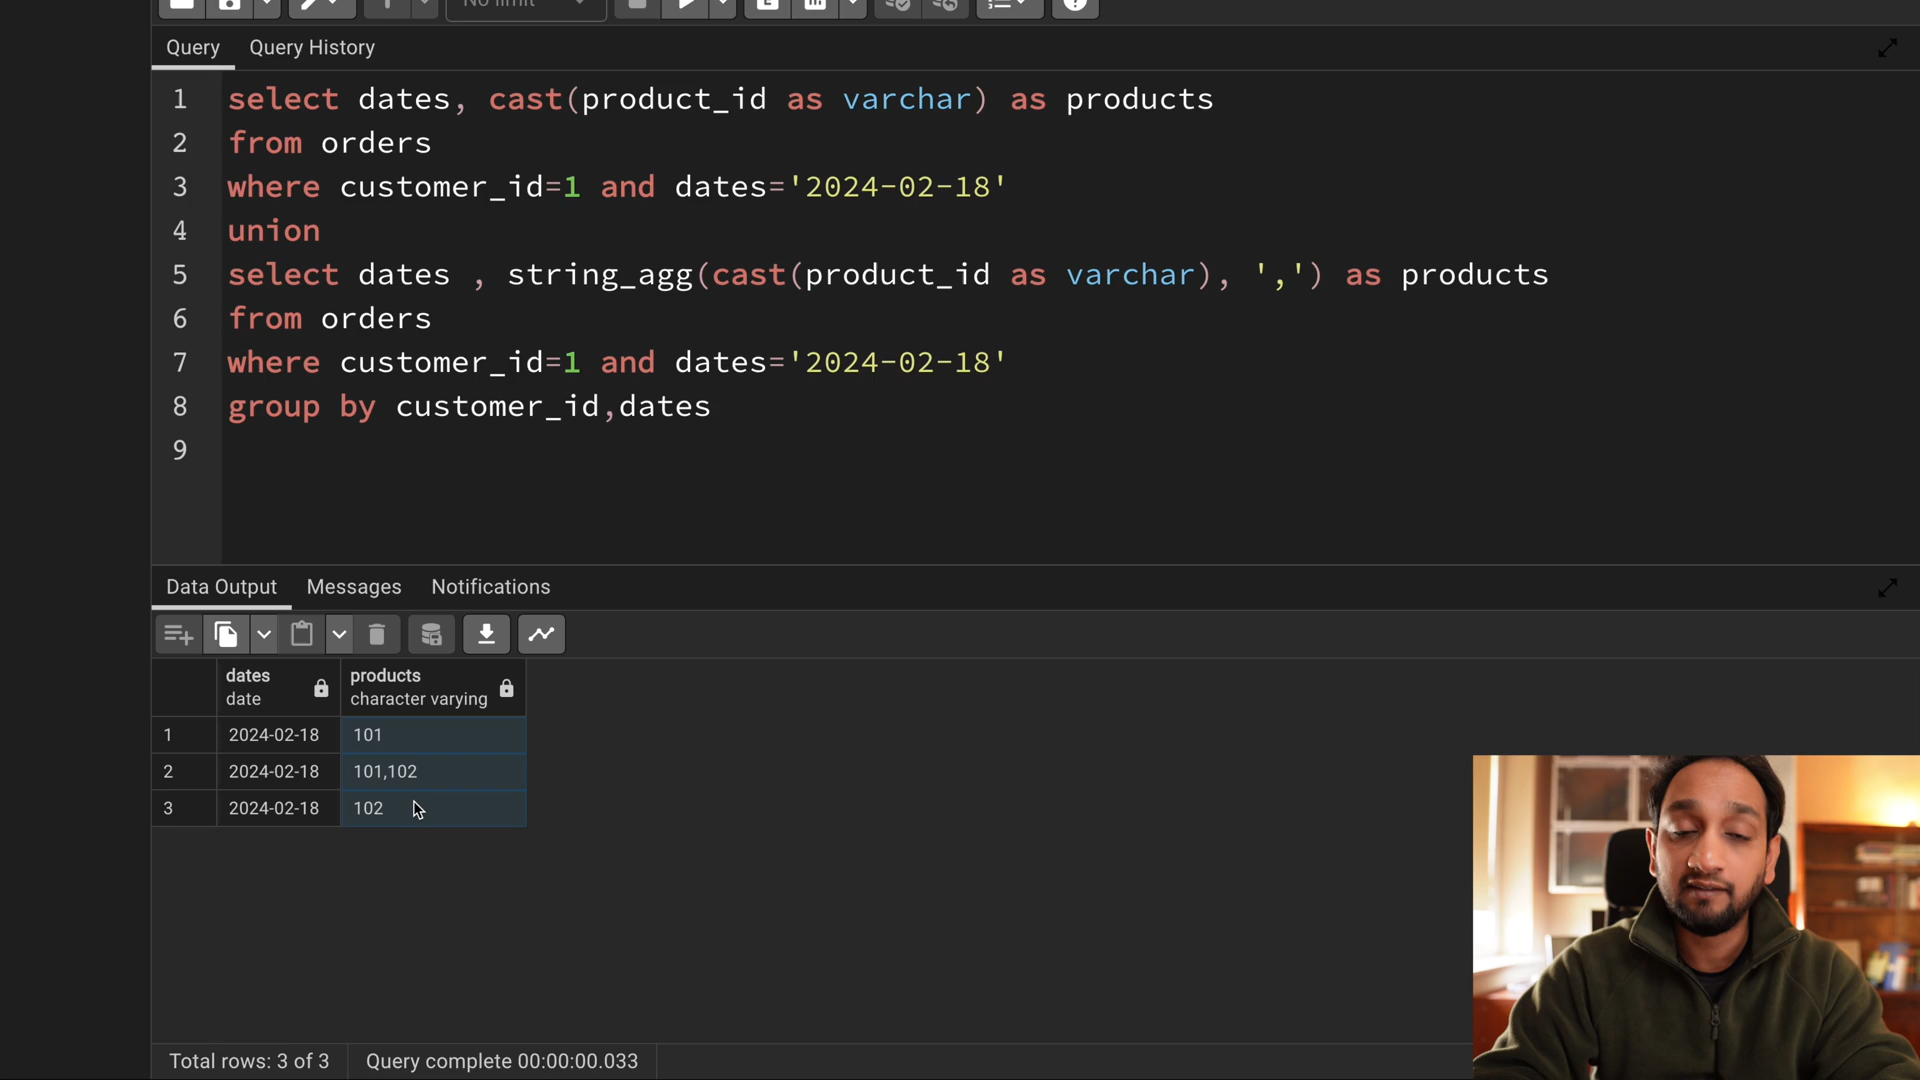 No limit
Query Query History
1 select dates, cast(product_id as varchar) as products
2 from orders
3 where customer_id=1 and dates='2024-02-18'
4 union
5 select dates , string_agg(cast(product_id as varchar), ',') as products
6 from orders
7 where customer_id=1 and dates='2024-02-18'
8 group by customer_id,dates
9
Data Output Messages Notifications
dates products
date character varying
1 2024-02-18 101
2 2024-02-18 101,102
3 2024-02-18 102
Total rows: 3 of 3 Query complete 00:00:00.033